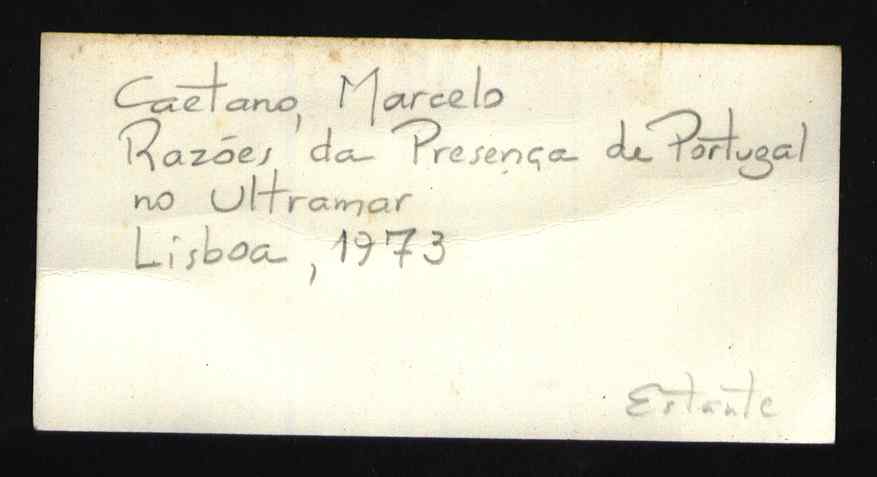 Caetano, Marcelo
Razões da Presença de Portugal
no Ultramar
Lisboa, 1973
Estante